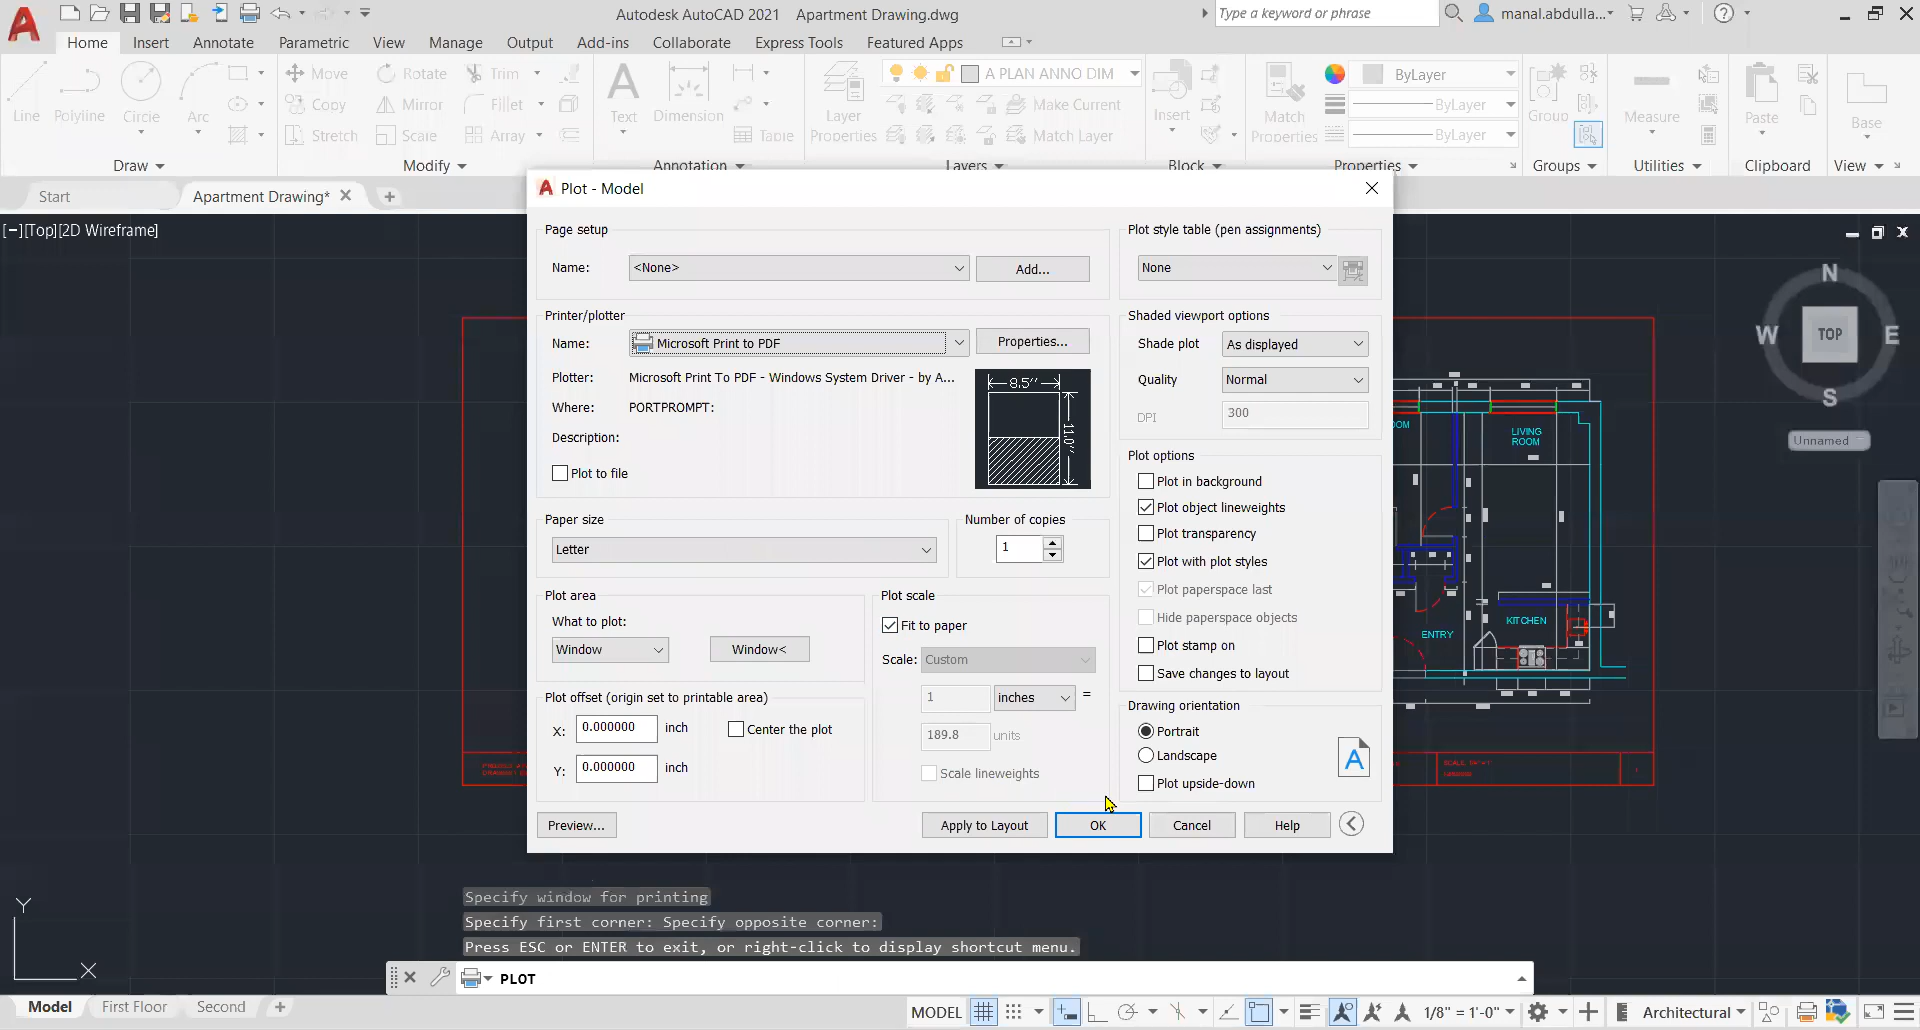 Autodesk AutoCAD 2021 Apartment Drawing.dwg
Type a keyword or phrase
manal.abdulla...
Home Insert Annotate Parametric View Manage Output Add-ins Collaborate Express Tools Featured Apps
Line Polyline Circle Arc
Move Rotate Trim
Copy Mirror Fillet
Stretch Scale Array
Text Dimension
Table
Layer Properties
A PLAN ANNO DIM
Make Current
Match Layer
Insert
Match Properties
ByLayer
ByLayer
ByLayer
Group
Measure
Paste
Base
Draw Modify Annotation Layers Block Properties Groups Utilities Clipboard View
Start Apartment Drawing*
[−][Top][2D Wireframe]
Plot - Model
Page setup
Name: <None> Add...
Printer/plotter
Name: Microsoft Print to PDF Properties...
Plotter: Microsoft Print To PDF - Windows System Driver - by A...
Where: PORTPROMPT:
Description:
Plot to file
8.5''
11.0''
Paper size
Letter
Number of copies
1
Plot area
What to plot:
Window Window<
Plot offset (origin set to printable area)
X: 0.000000 inch Center the plot
Y: 0.000000 inch
Plot scale
Fit to paper
Scale: Custom
1 inches =
189.8 units
Scale lineweights
Plot style table (pen assignments)
None
Shaded viewport options
Shade plot As displayed
Quality Normal
DPI 300
Plot options
Plot in background
Plot object lineweights
Plot transparency
Plot with plot styles
Plot paperspace last
Hide paperspace objects
Plot stamp on
Save changes to layout
Drawing orientation
Portrait
Landscape
Plot upside-down
A
Preview... Apply to Layout OK Cancel Help
N
W TOP E
S
Unnamed
LIVING
ROOM
KITCHEN
ENTRY
Specify window for printing
Specify first corner: Specify opposite corner:
Press ESC or ENTER to exit, or right-click to display shortcut menu.
PLOT
Y
X
Model First Floor Second
MODEL 1/8" = 1'-0" Architectural